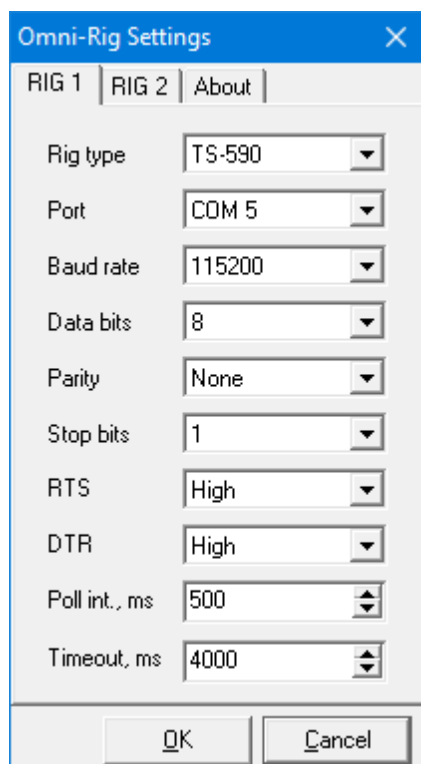 Omni-Rig Settings
RIG 1 RIG 2 About
Rig type TS-590
Port COM 5
Baud rate 115200
Data bits 8
Parity None
Stop bits 1
RTS High
DTR High
Poll int., ms 500
Timeout, ms 4000
OK Cancel